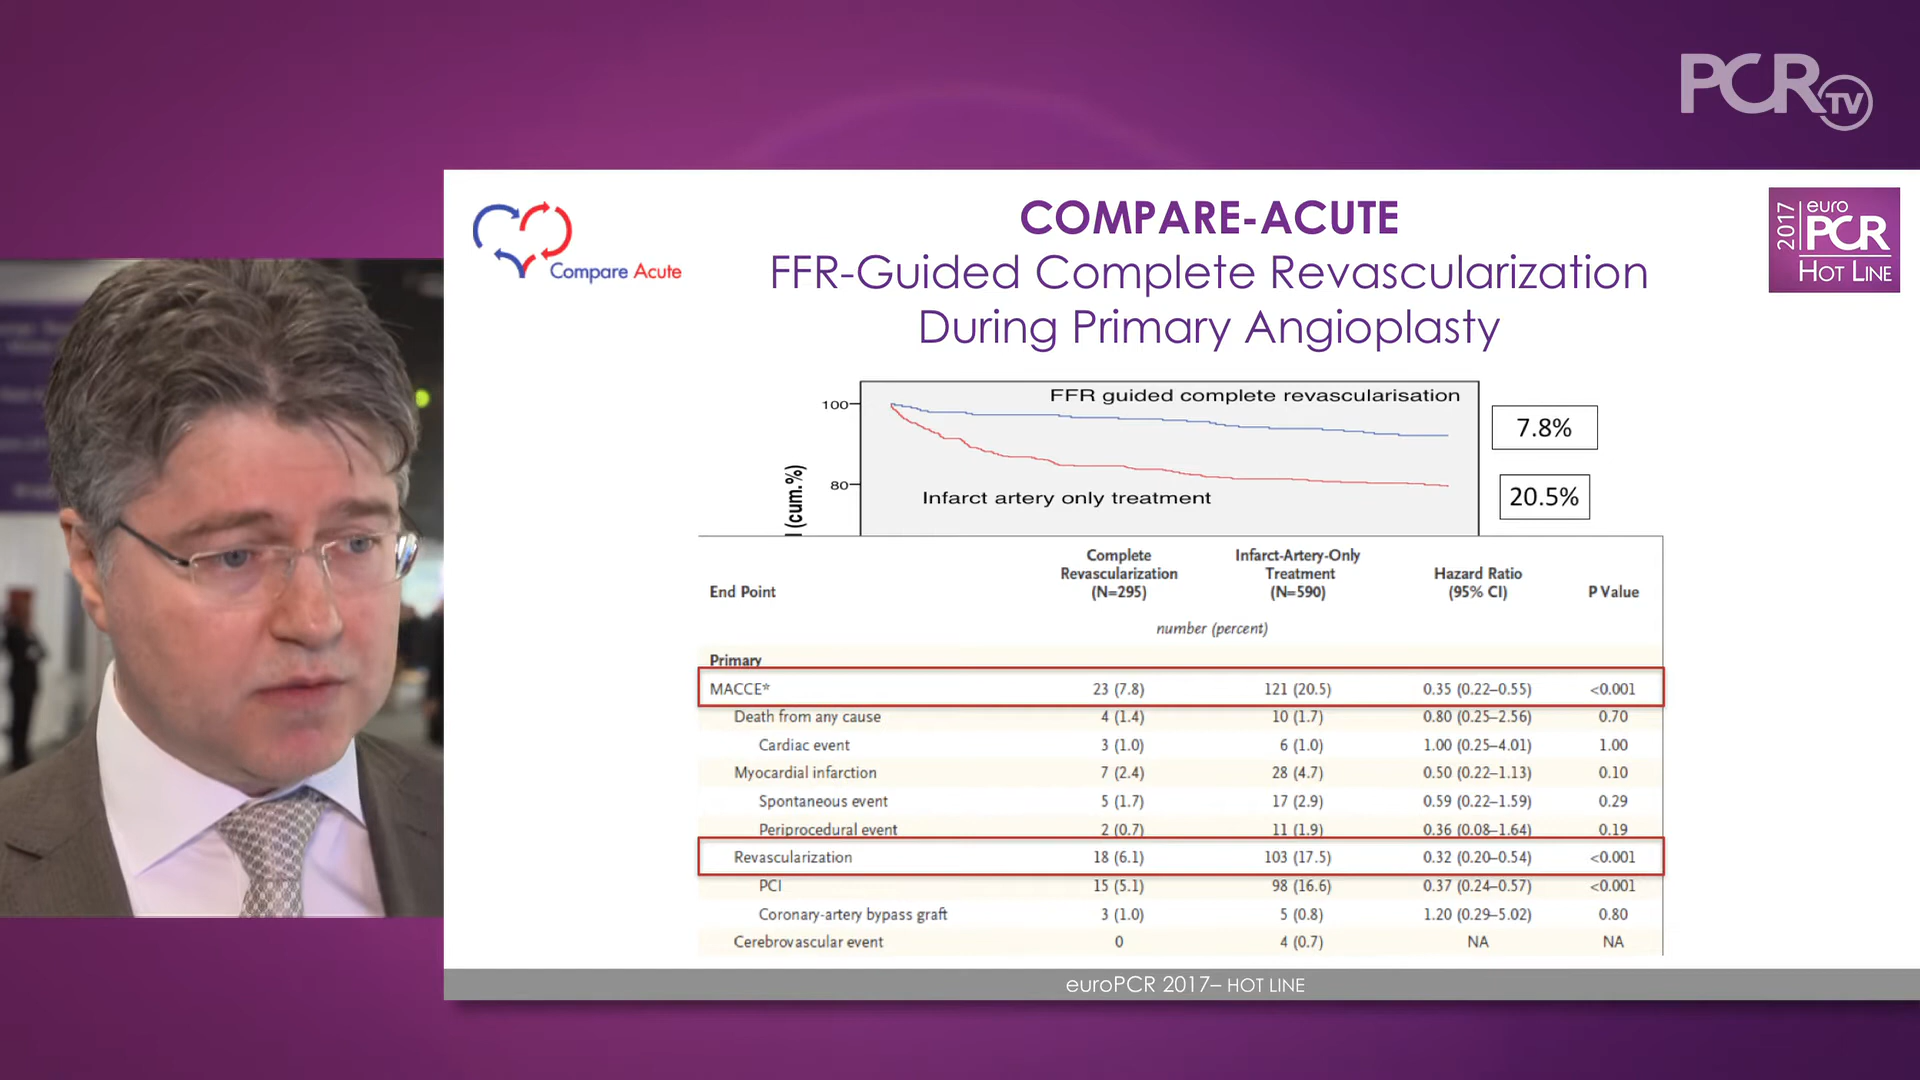 PCR TV
Compare Acute
COMPARE-ACUTE
FFR-Guided Complete Revascularization
During Primary Angioplasty
2017 euro
PCR
HOT LINE
FFR guided complete revascularisation
100
7.8%
80
Infarct artery only treatment
20.5%
(cum.%)
End Point Complete Revascularization (N=295) Infarct-Artery-Only Treatment (N=590) Hazard Ratio (95% CI) P Value
number (percent)
Primary
MACCE* 23 (7.8) 121 (20.5) 0.35 (0.22–0.55) <0.001
Death from any cause 4 (1.4) 10 (1.7) 0.80 (0.25–2.56) 0.70
Cardiac event 3 (1.0) 6 (1.0) 1.00 (0.25–4.01) 1.00
Myocardial infarction 7 (2.4) 28 (4.7) 0.50 (0.22–1.13) 0.10
Spontaneous event 5 (1.7) 17 (2.9) 0.59 (0.22–1.59) 0.29
Periprocedural event 2 (0.7) 11 (1.9) 0.36 (0.08–1.64) 0.19
Revascularization 18 (6.1) 103 (17.5) 0.32 (0.20–0.54) <0.001
PCI 15 (5.1) 98 (16.6) 0.37 (0.24–0.57) <0.001
Coronary-artery bypass graft 3 (1.0) 5 (0.8) 1.20 (0.29–5.02) 0.80
Cerebrovascular event 0 4 (0.7) NA NA
euroPCR 2017– HOT LINE